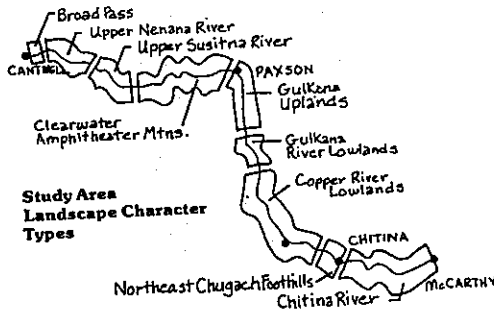 Broad Pass
Upper Nenana River
Upper Susitna River
CANTWELL
PAXSON
Gulkana
Uplands
Clearwater
Amphitheater Mtns.
Gulkana
River Lowlands
Copper River
Lowlands
Study Area
Landscape Character
Types
CHITINA
Northeast Chugach Foothills
McCARTHY
Chitina River